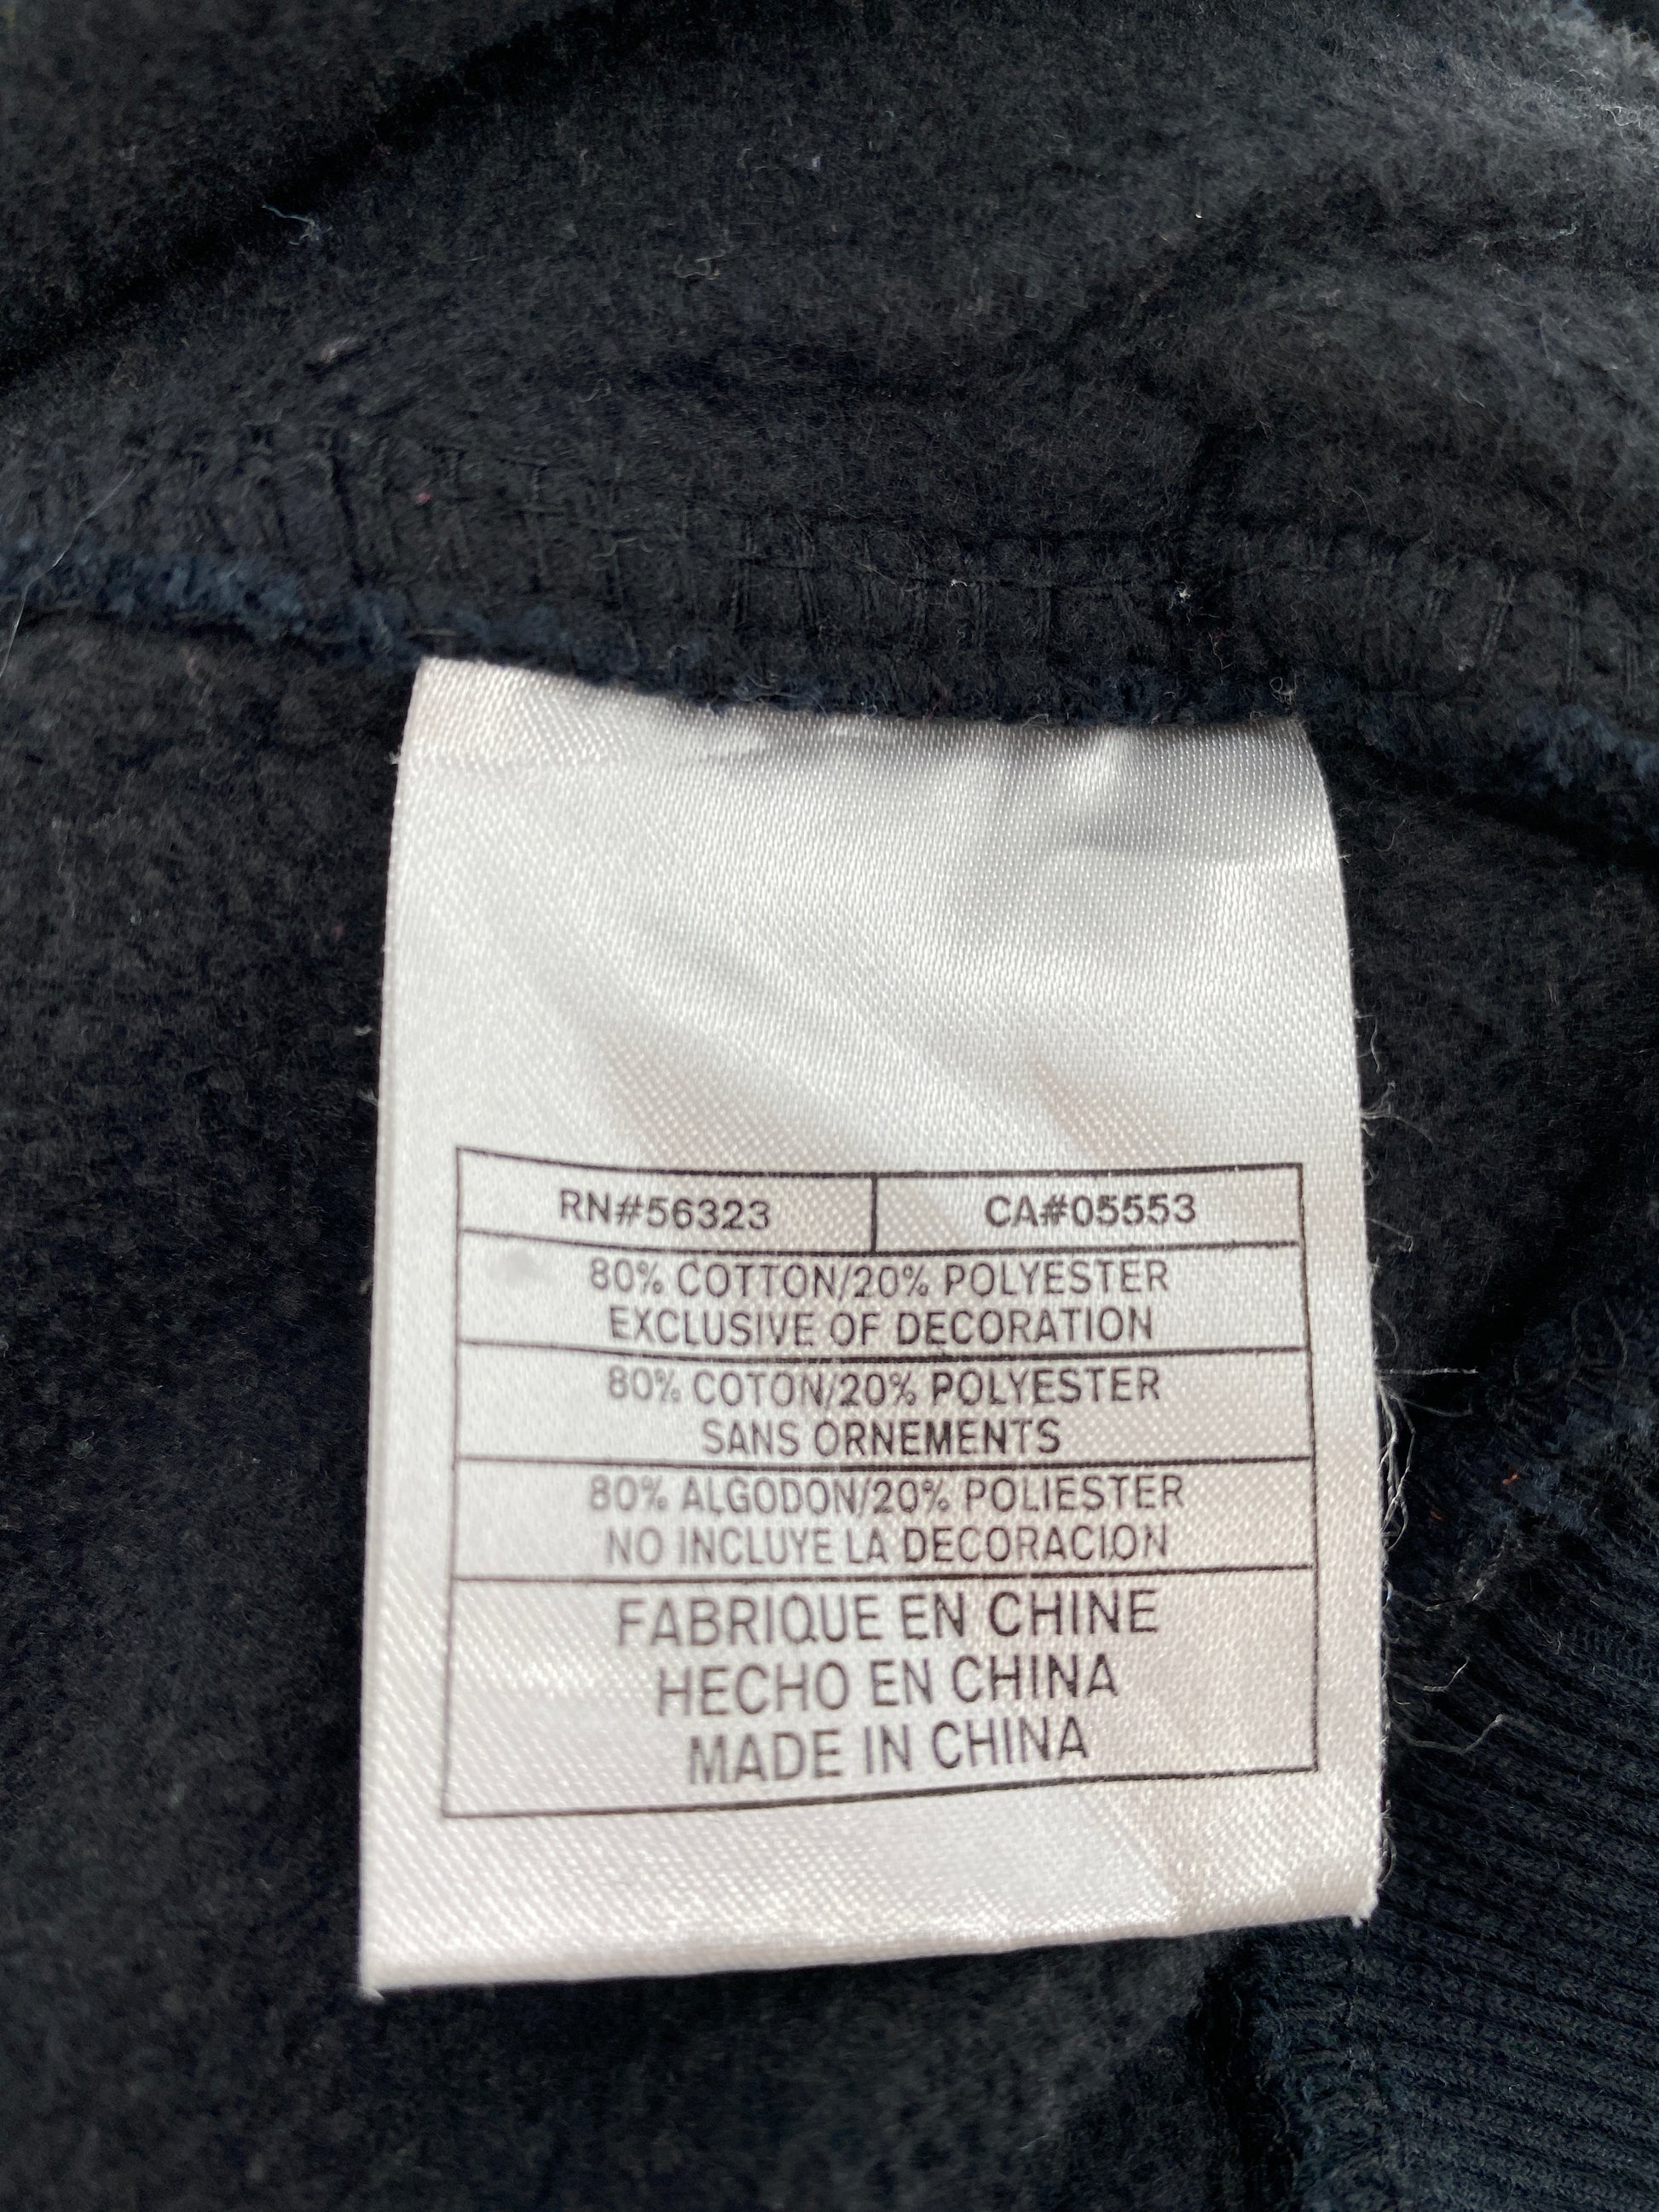 RN#56323 CA#05553
80% COTTON/20% POLYESTER
EXCLUSIVE OF DECORATION
80% COTON/20% POLYESTER
SANS ORNEMENTS
80% ALGODON/20% POLIESTER
NO INCLUYE LA DECORACION
FABRIQUE EN CHINE
HECHO EN CHINA
MADE IN CHINA